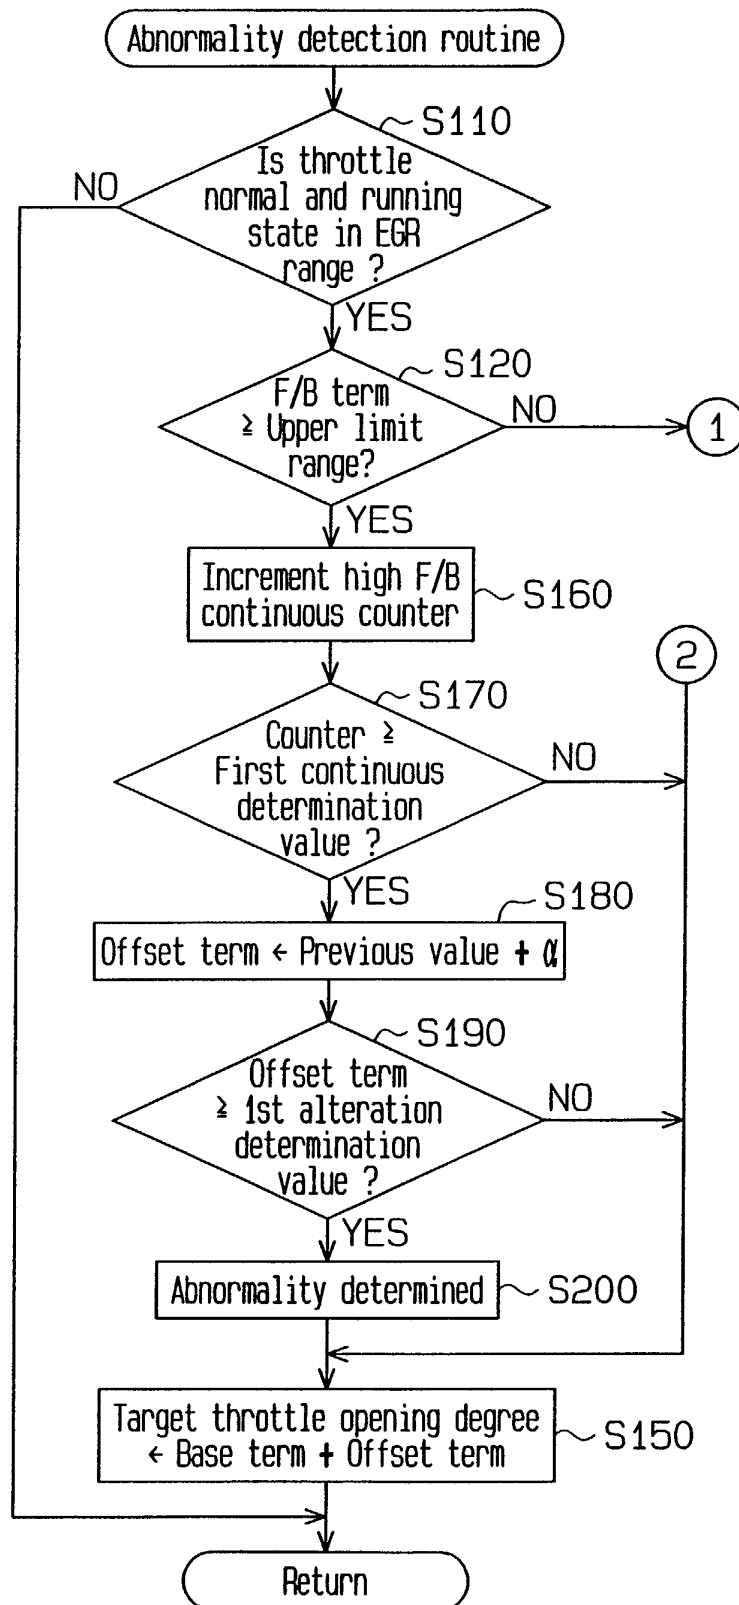 Abnormality detection routine
S110
Is throttle
normal and running
state in EGR
range ?
NO
YES
S120
F/B term
≧ Upper limit
range?
NO
1
YES
Increment high F/B
continuous counter
S160
2
S170
Counter ≧
First continuous
determination
value ?
NO
YES
S180
Offset term ← Previous value + α
S190
Offset term
≧ 1st alteration
determination
value ?
NO
YES
Abnormality determined
S200
Target throttle opening degree
← Base term + Offset term
S150
Return